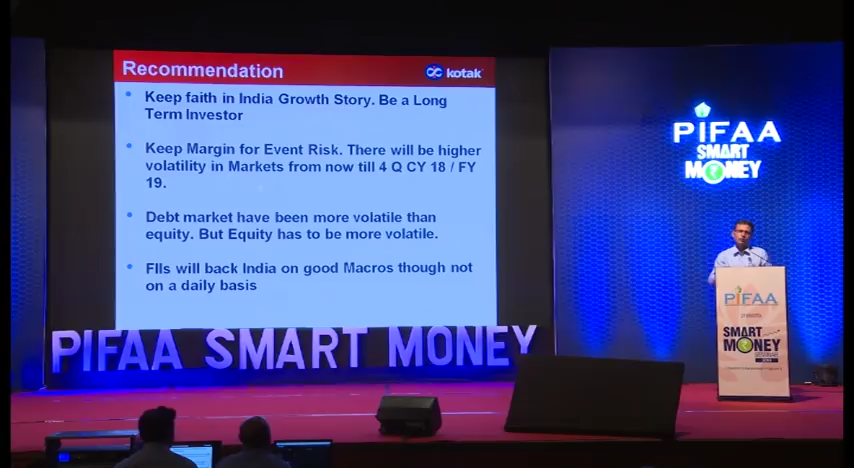 Recommendation
kotak
Keep faith in India Growth Story. Be a Long
Term Investor
Keep Margin for Event Risk. There will be higher
volatility in Markets from now till 4 Q CY 18 / FY
19.
Debt market have been more volatile than
equity. But Equity has to be more volatile.
FIIs will back India on good Macros though not
on a daily basis
PIFAA
SMART
MONEY
PIFAA SMART MONEY
PIFAA
SMART
MONEY